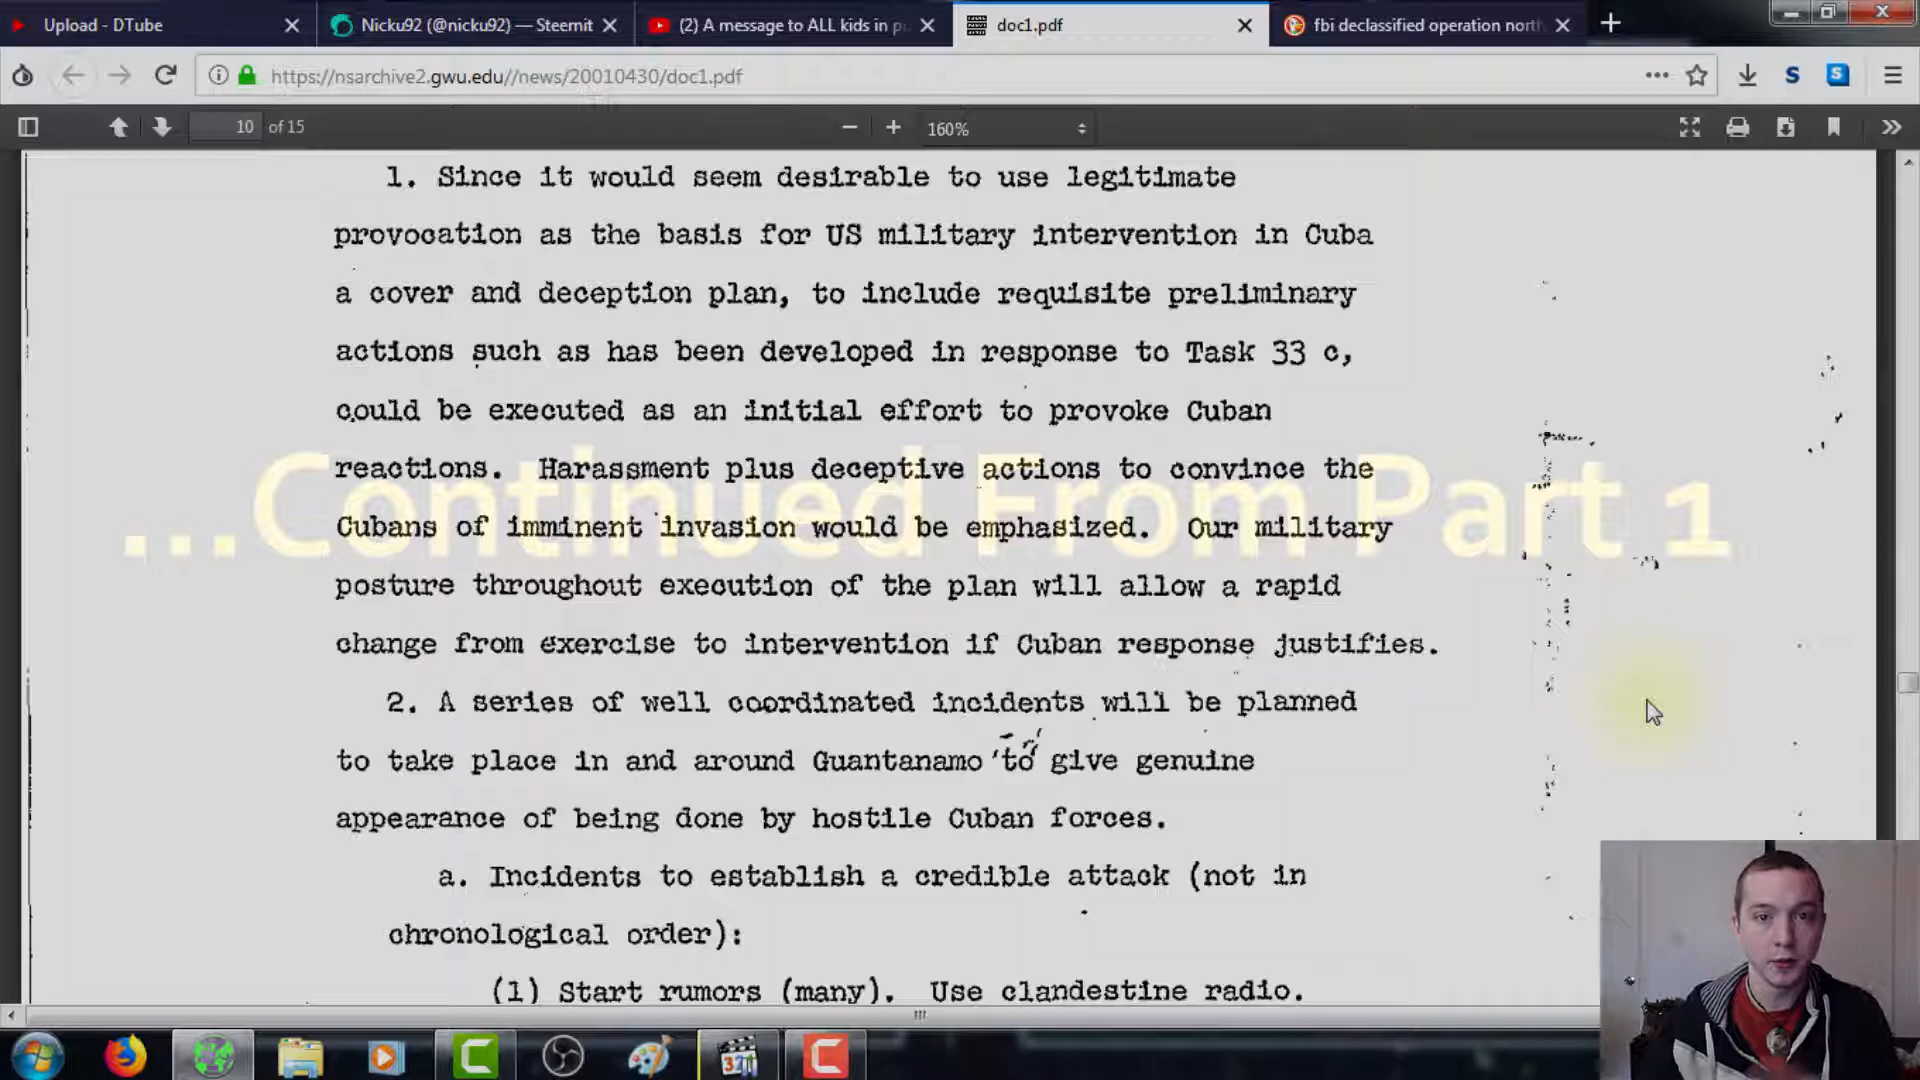 Upload - DTube
Nicku92 (@nicku92) — Steemit
(2) A message to ALL kids in pu
doc1.pdf
fbi declassified operation north
https://nsarchive2.gwu.edu//news/20010430/doc1.pdf
10 of 15
160%
1. Since it would seem desirable to use legitimate
provocation as the basis for US military intervention in Cuba
a cover and deception plan, to include requisite preliminary
actions such as has been developed in response to Task 33 c,
could be executed as an initial effort to provoke Cuban
reactions. Harassment plus deceptive actions to convince the
...Continued From Part 1
Cubans of imminent invasion would be emphasized. Our military
posture throughout execution of the plan will allow a rapid
change from exercise to intervention if Cuban response justifies.
2. A series of well coordinated incidents will be planned
to take place in and around Guantanamo to give genuine
appearance of being done by hostile Cuban forces.
a. Incidents to establish a credible attack (not in
chronological order):
(1) Start rumors (many). Use clandestine radio.